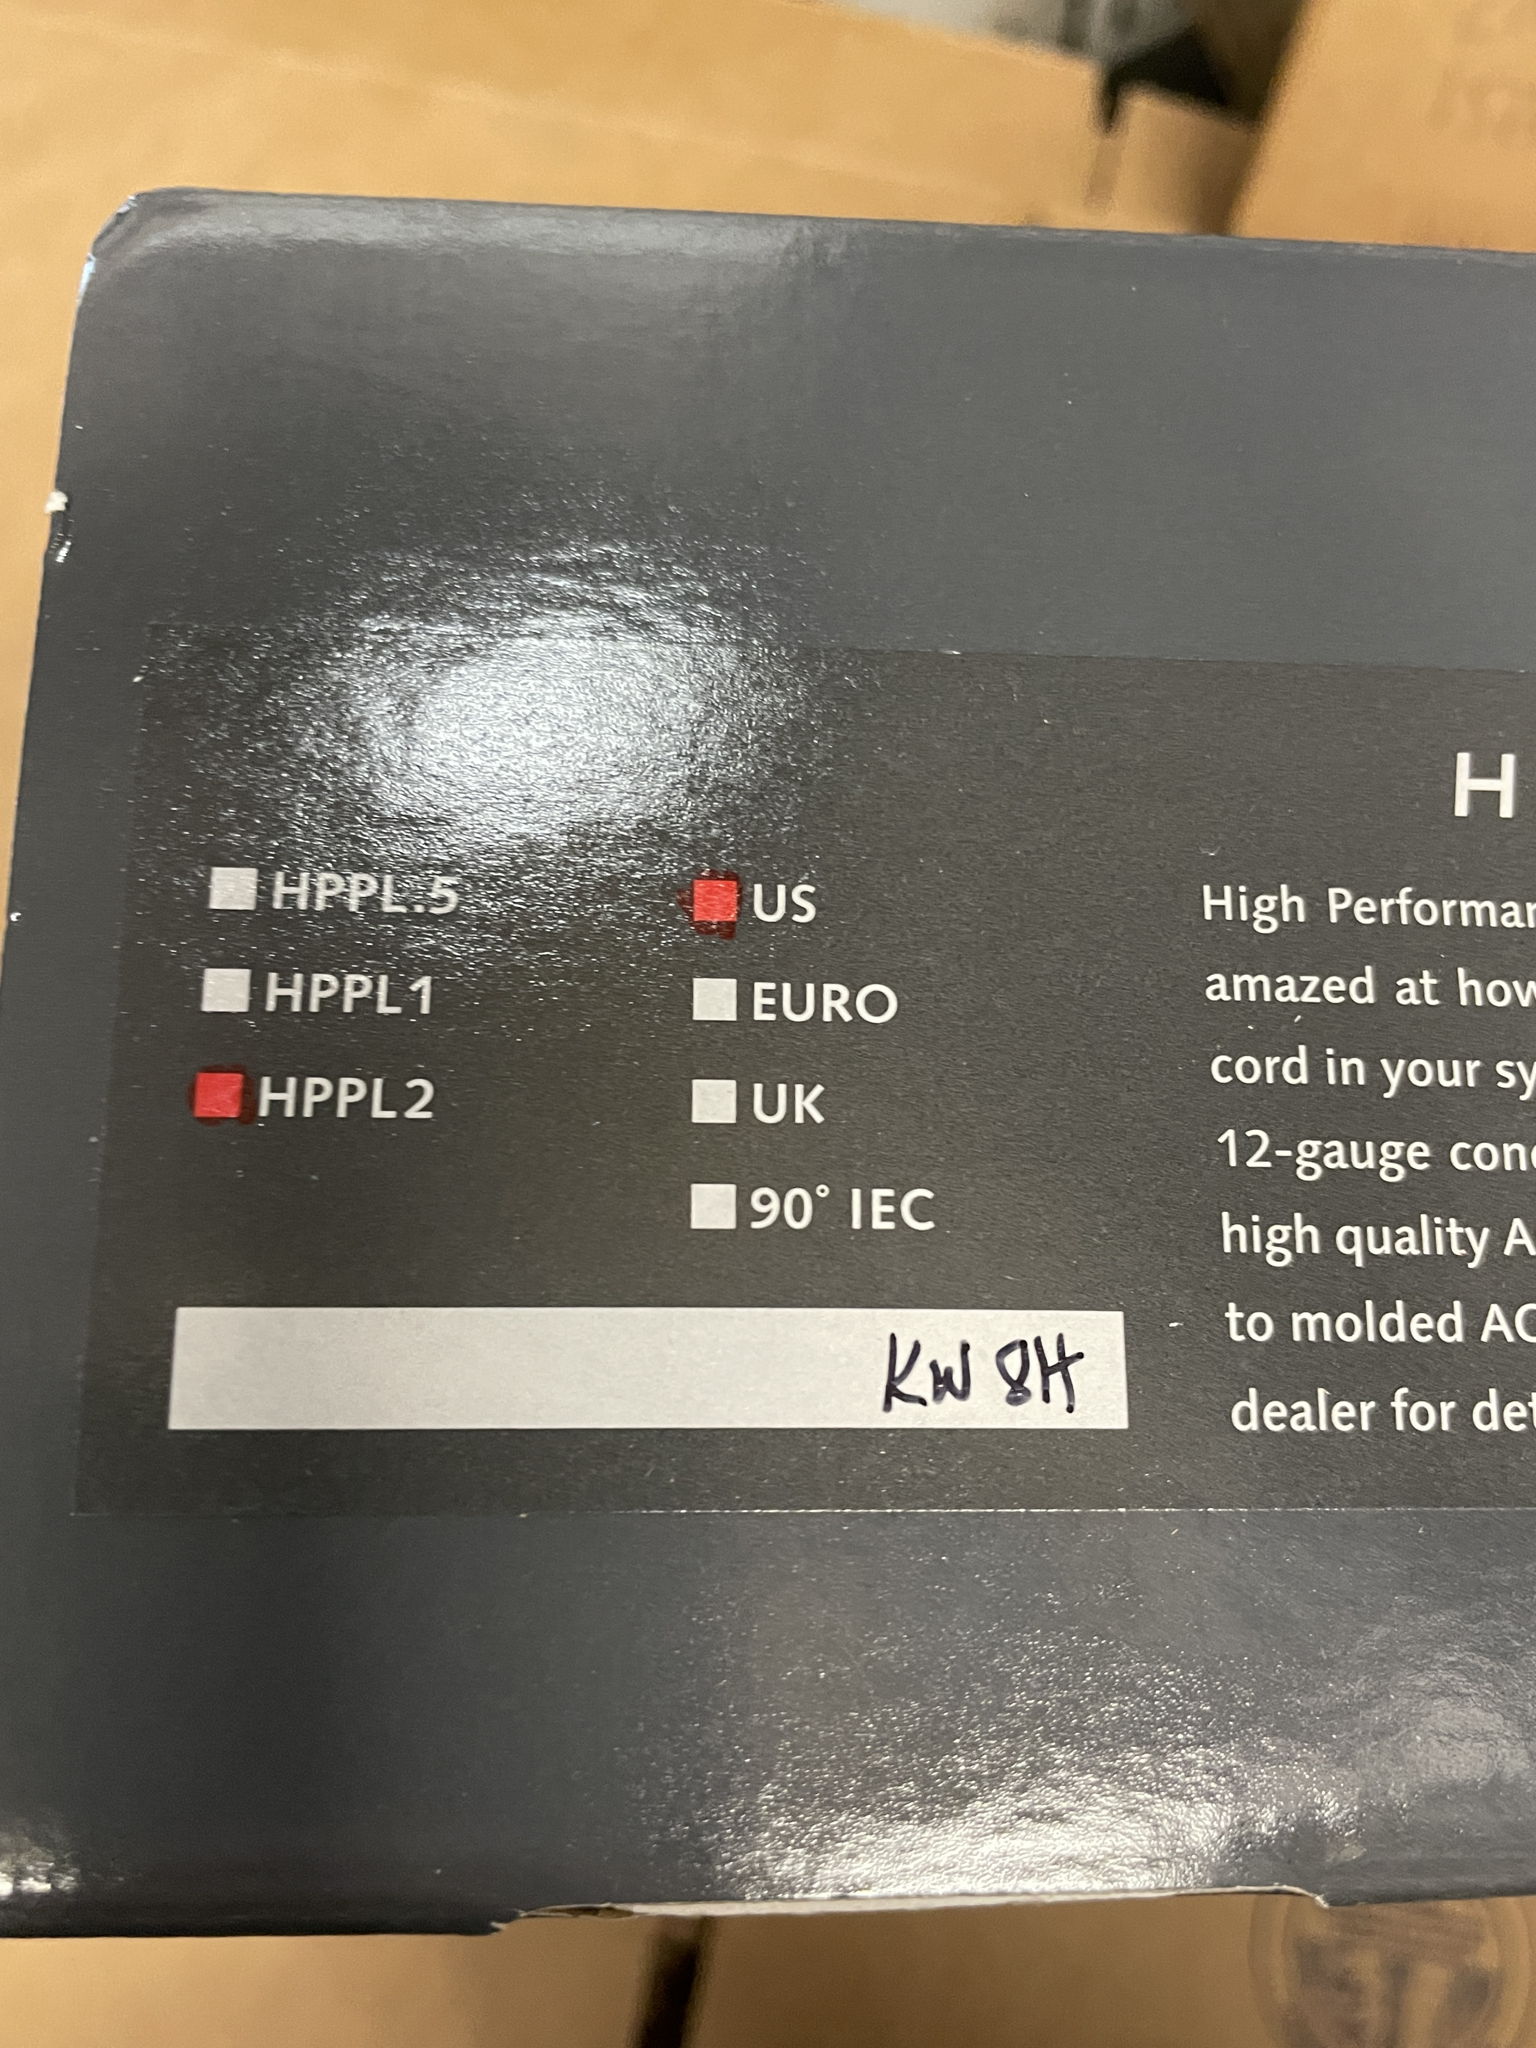 HPPL.5
HPPL1
HPPL2
US
EURO
UK
90° IEC
KW 8H
H
High Performan
amazed at how
cord in your sy
12-gauge cond
high quality A
to molded AC
dealer for det